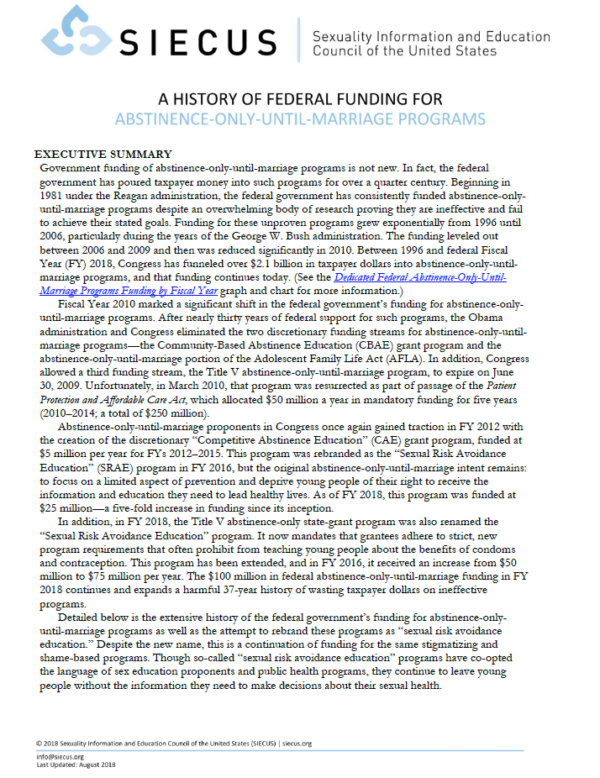 SIECUS
Sexuality Information and Education
Council of the United States
A HISTORY OF FEDERAL FUNDING FOR
ABSTINENCE-ONLY-UNTIL-MARRIAGE PROGRAMS
EXECUTIVE SUMMARY
Government funding of abstinence-only-until-marriage programs is not new. In fact, the federal
government has poured taxpayer money into such programs for over a quarter century. Beginning in
1981 under the Reagan administration, the federal government has consistently funded abstinence-only-
until-marriage programs despite an overwhelming body of research proving they are ineffective and fail
to achieve their stated goals. Funding for these unproven programs grew exponentially from 1996 until
2006, particularly during the years of the George W. Bush administration. The funding leveled out
between 2006 and 2009 and then was reduced significantly in 2010. Between 1996 and federal Fiscal
Year (FY) 2018, Congress has funneled over $2.1 billion in taxpayer dollars into abstinence-only-until-
marriage programs, and that funding continues today. (See the Dedicated Federal Abstinence-Only-Until-
Marriage Programs Funding by Fiscal Year graph and chart for more information.)
Fiscal Year 2010 marked a significant shift in the federal government's funding for abstinence-only-
until-marriage programs. After nearly thirty years of federal support for such programs, the Obama
administration and Congress eliminated the two discretionary funding streams for abstinence-only-until-
marriage programs—the Community-Based Abstinence Education (CBAE) grant program and the
abstinence-only-until-marriage portion of the Adolescent Family Life Act (AFLA). In addition, Congress
allowed a third funding stream, the Title V abstinence-only-until-marriage program, to expire on June
30, 2009. Unfortunately, in March 2010, that program was resurrected as part of passage of the Patient
Protection and Affordable Care Act, which allocated $50 million a year in mandatory funding for five years
(2010–2014; a total of $250 million).
Abstinence-only-until-marriage proponents in Congress once again gained traction in FY 2012 with
the creation of the discretionary “Competitive Abstinence Education” (CAE) grant program, funded at
$5 million per year for FYs 2012–2015. This program was rebranded as the “Sexual Risk Avoidance
Education” (SRAE) program in FY 2016, but the original abstinence-only-until-marriage intent remains:
to focus on a limited aspect of prevention and deprive young people of their right to receive the
information and education they need to lead healthy lives. As of FY 2018, this program was funded at
$25 million—a five-fold increase in funding since its inception.
In addition, in FY 2018, the Title V abstinence-only state-grant program was also renamed the
“Sexual Risk Avoidance Education” program. It now mandates that grantees adhere to strict, new
program requirements that often prohibit from teaching young people about the benefits of condoms
and contraception. This program has been extended, and in FY 2016, it received an increase from $50
million to $75 million per year. The $100 million in federal abstinence-only-until-marriage funding in FY
2018 continues and expands a harmful 37-year history of wasting taxpayer dollars on ineffective
programs.
Detailed below is the extensive history of the federal government's funding for abstinence-only-
until-marriage programs as well as the attempt to rebrand these programs as “sexual risk avoidance
education.” Despite the new name, this is a continuation of funding for the same stigmatizing and
shame-based programs. Though so-called “sexual risk avoidance education” programs have co-opted
the language of sex education proponents and public health programs, they continue to leave young
people without the information they need to make decisions about their sexual health.
© 2018 Sexuality Information and Education Council of the United States (SIECUS) | siecus.org
info@siecus.org
Last Updated: August 2018